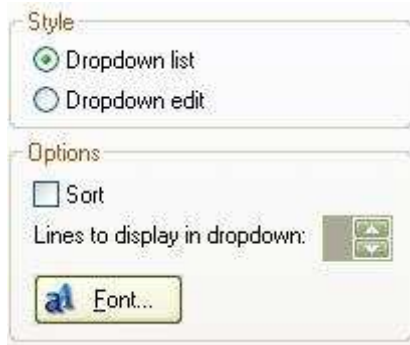 Style
Dropdown list
Dropdown edit
Options
Sort
Lines to display in dropdown:
Font...